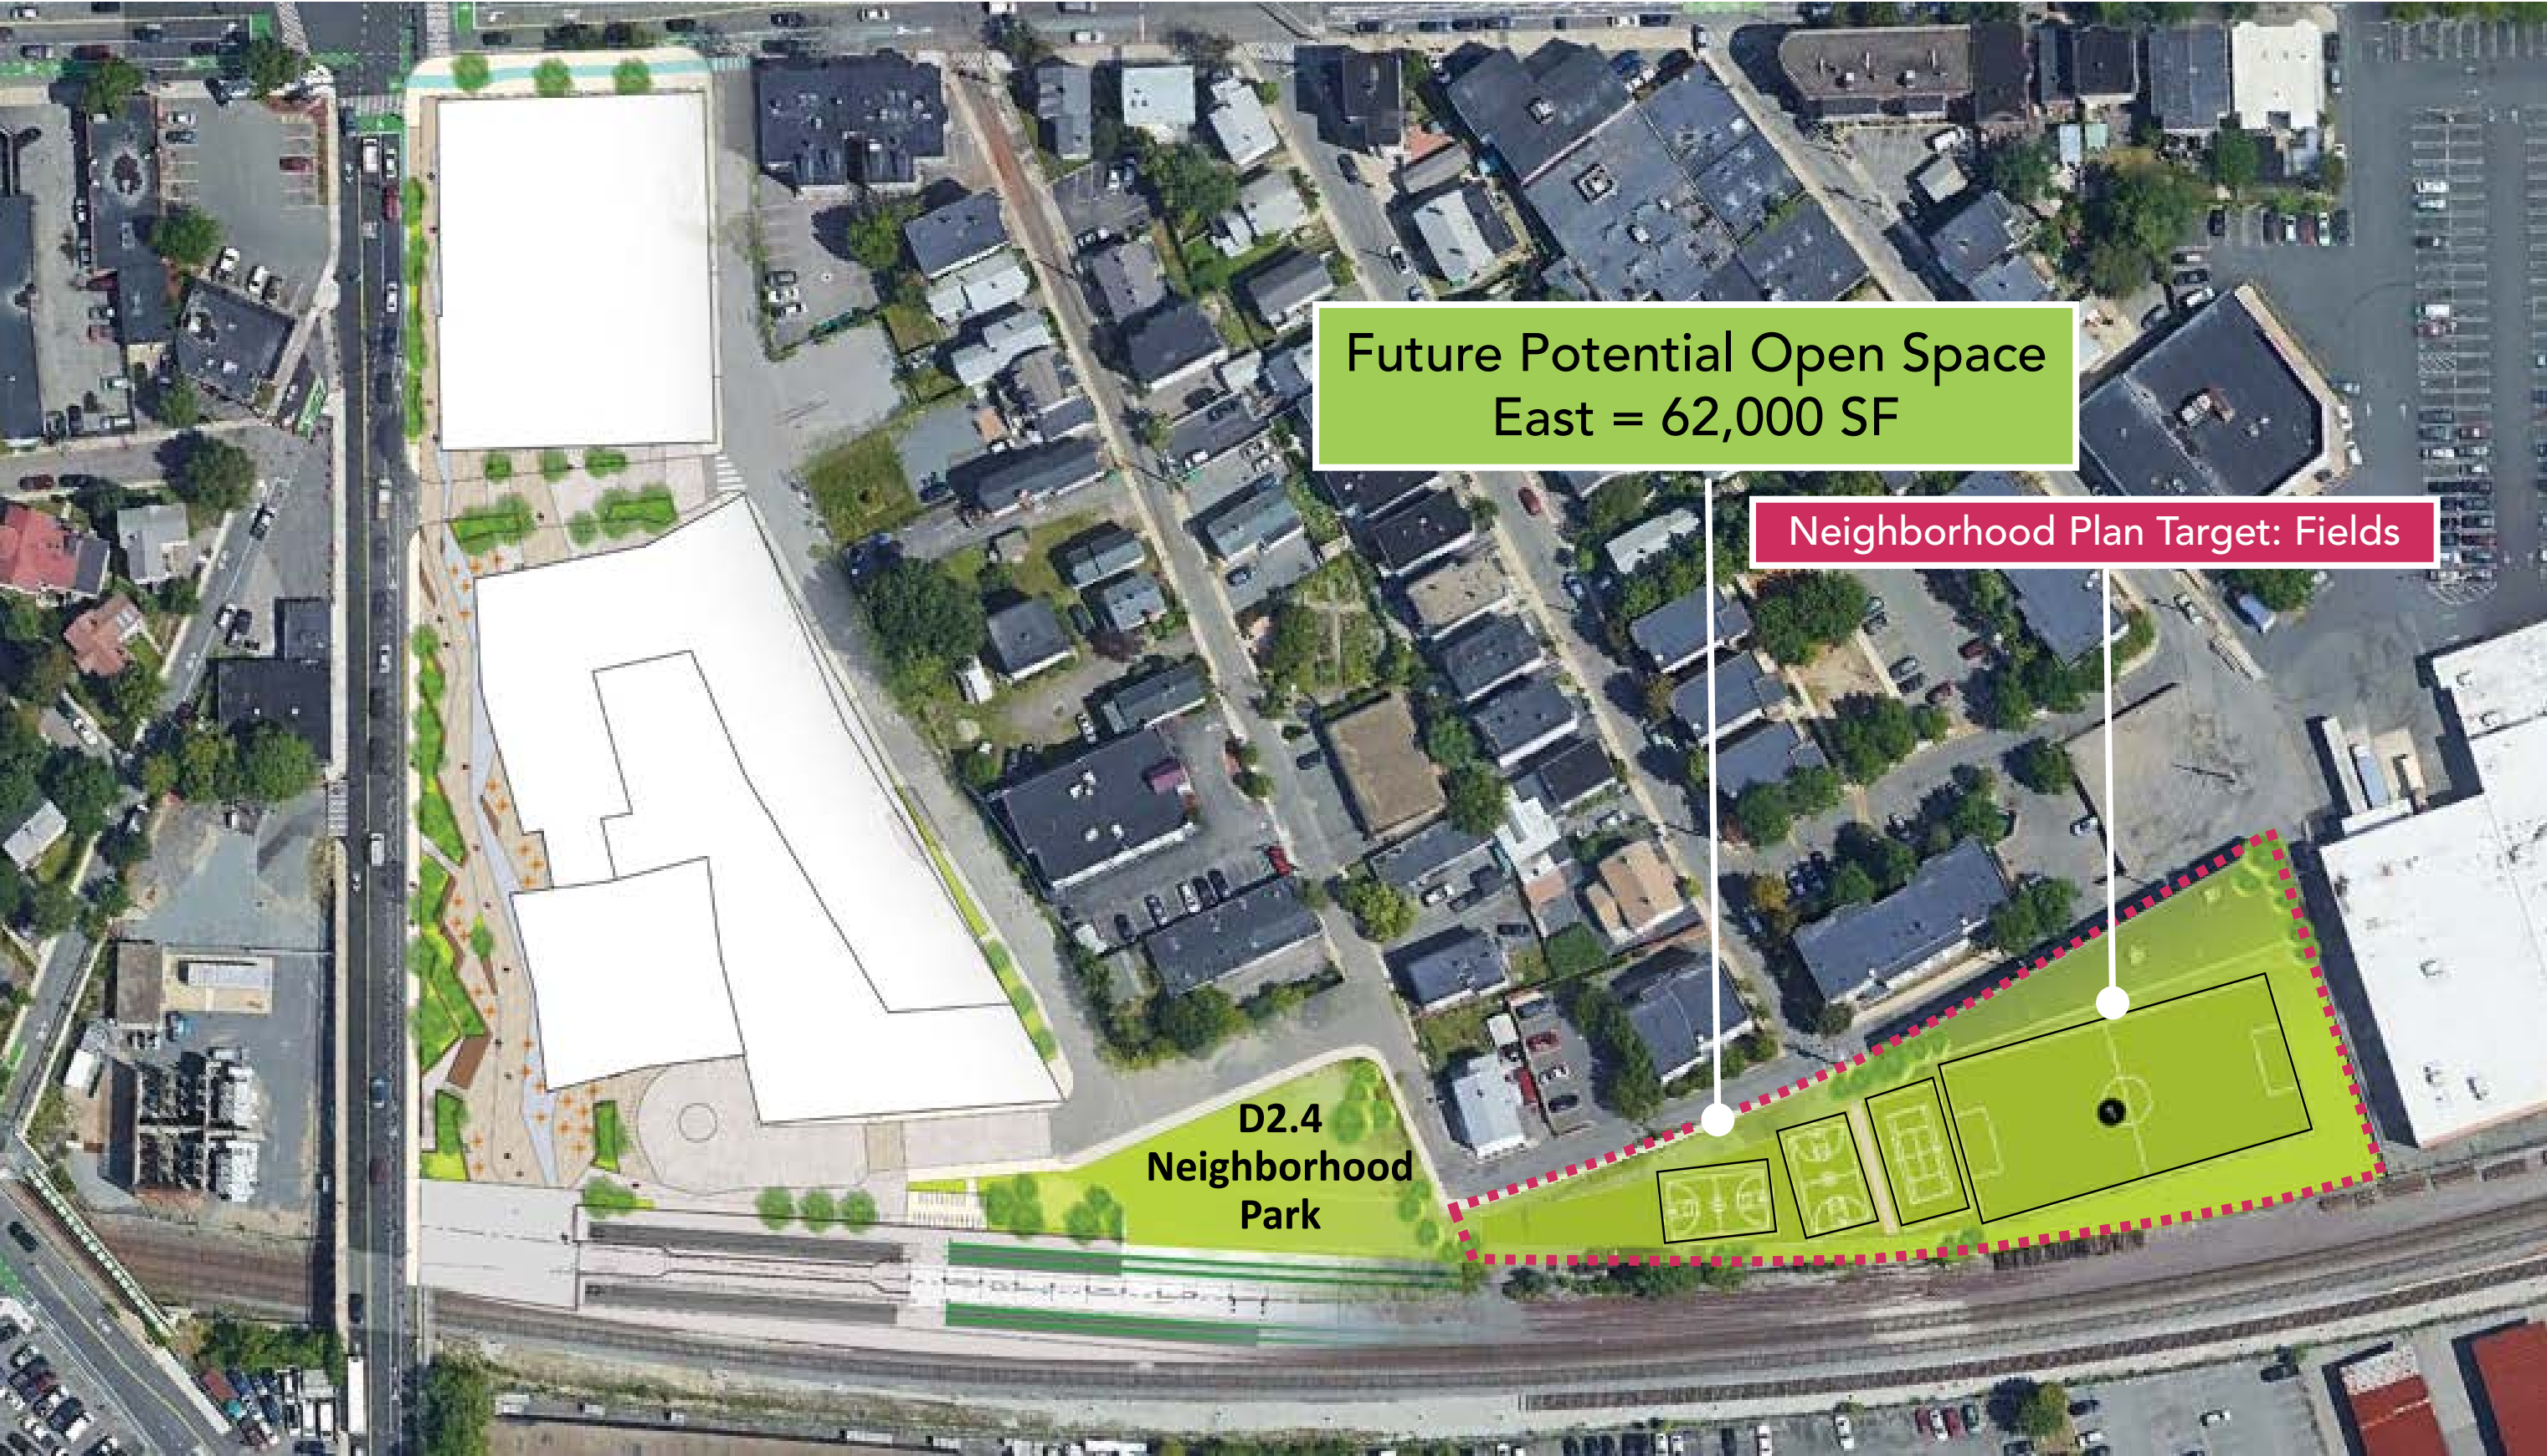 Future Potential Open Space
East = 62,000 SF
Neighborhood Plan Target: Fields
D2.4
Neighborhood
Park